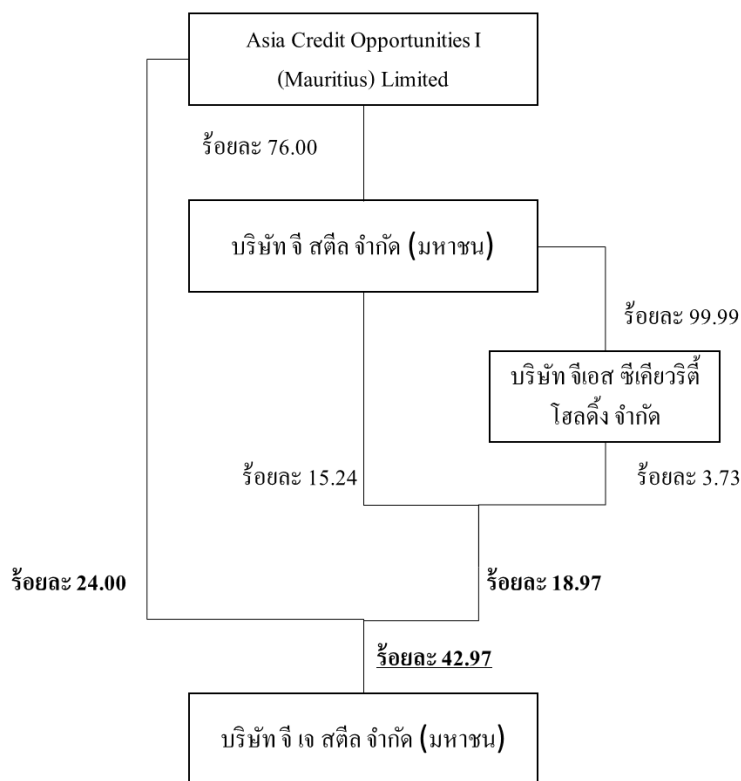 Asia Credit Opportunities I
(Mauritius) Limited
ร้อยละ 76.00
บริษัท จี สตีล จำกัด (มหาชน)
ร้อยละ 99.99
บริษัท จีเอส ซีเคียวริตี้
โฮลดิ้ง จำกัด
ร้อยละ 15.24
ร้อยละ 3.73
ร้อยละ 24.00
ร้อยละ 18.97
ร้อยละ 42.97
บริษัท จี เจ สตีล จำกัด (มหาชน)